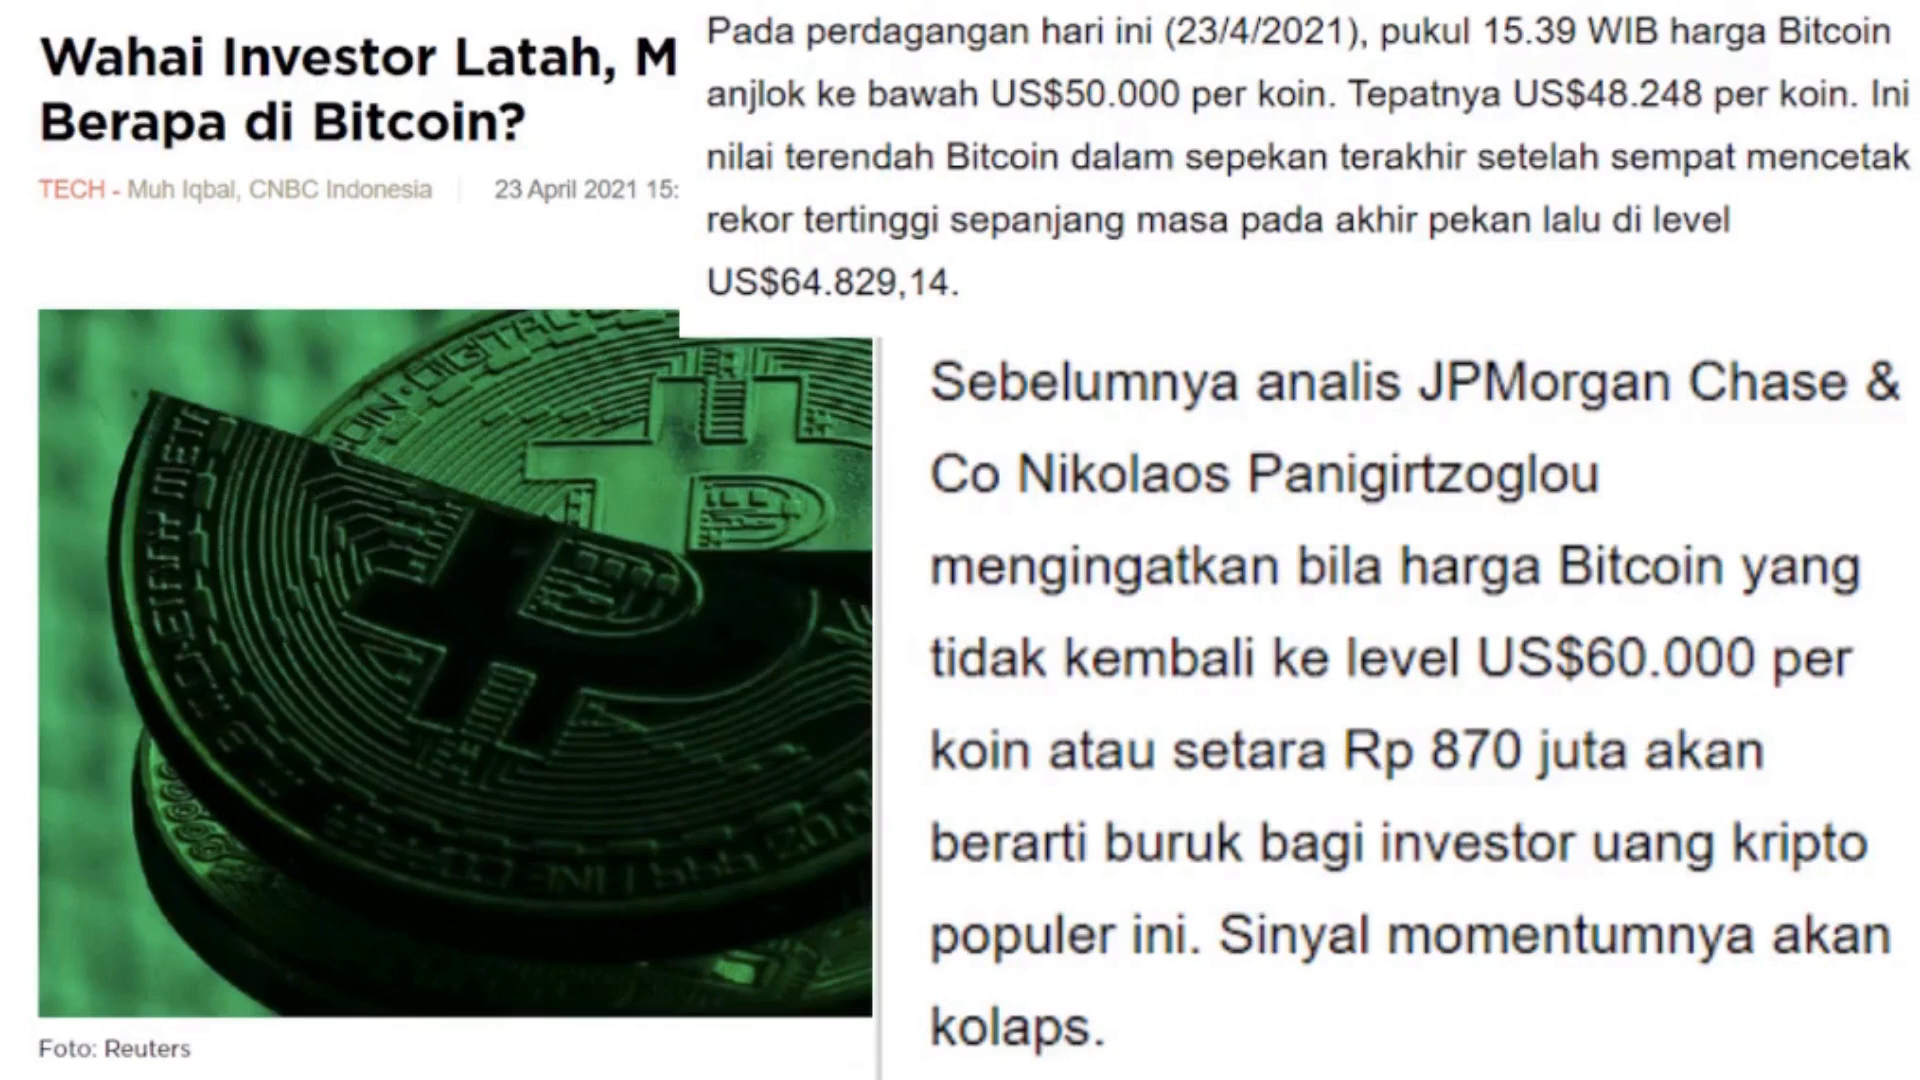 Wahai Investor Latah, M
Berapa di Bitcoin?
TECH - Muh Iqbal, CNBC Indonesia
23 April 2021 15:
Pada perdagangan hari ini (23/4/2021), pukul 15.39 WIB harga Bitcoin
anjlok ke bawah US$50.000 per koin. Tepatnya US$48.248 per koin. Ini
nilai terendah Bitcoin dalam sepekan terakhir setelah sempat mencetak
rekor tertinggi sepanjang masa pada akhir pekan lalu di level
US$64.829,14.
Foto: Reuters
Sebelumnya analis JPMorgan Chase &
Co Nikolaos Panigirtzoglou
mengingatkan bila harga Bitcoin yang
tidak kembali ke level US$60.000 per
koin atau setara Rp 870 juta akan
berarti buruk bagi investor uang kripto
populer ini. Sinyal momentumnya akan
kolaps.